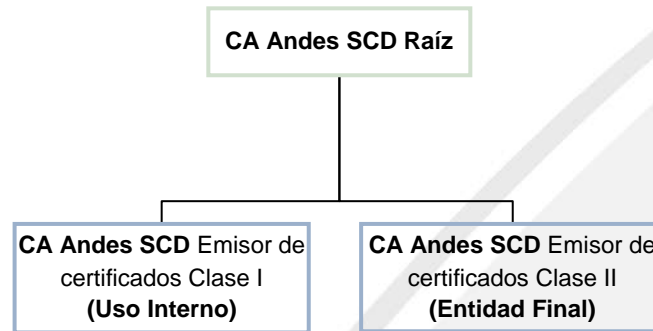 CA Andes SCD Raíz
CA Andes SCD Emisor de
certificados Clase I
(Uso Interno)
CA Andes SCD Emisor de
certificados Clase II
(Entidad Final)